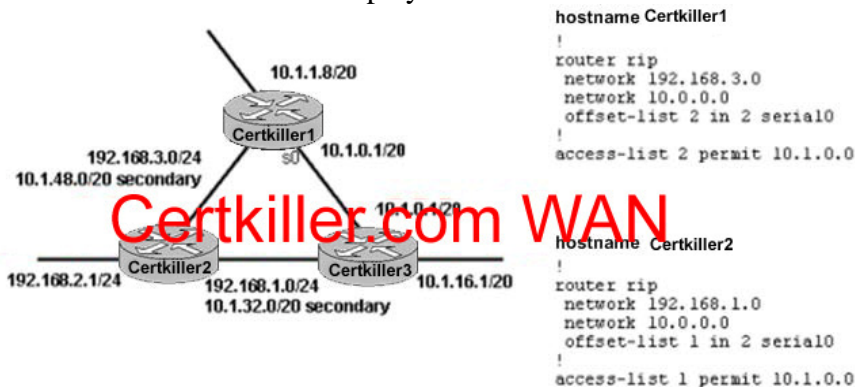 hostname Certkiller1
!
router rip
network 192.168.3.0
network 10.0.0.0
offset-list 2 in 2 serial0
!
access-list 2 permit 10.1.0.0
10.1.1.8/20
Certkiller1
s0
10.1.0.1/20
192.168.3.0/24
10.1.48.0/20 secondary
Certkiller.com WAN
Certkiller2
Certkiller3
192.168.2.1/24
192.168.1.0/24
10.1.32.0/20 secondary
10.1.16.1/20
hostname Certkiller2
!
router rip
network 192.168.1.0
network 10.0.0.0
offset-list 1 in 2 serial0
!
access-list 1 permit 10.1.0.0